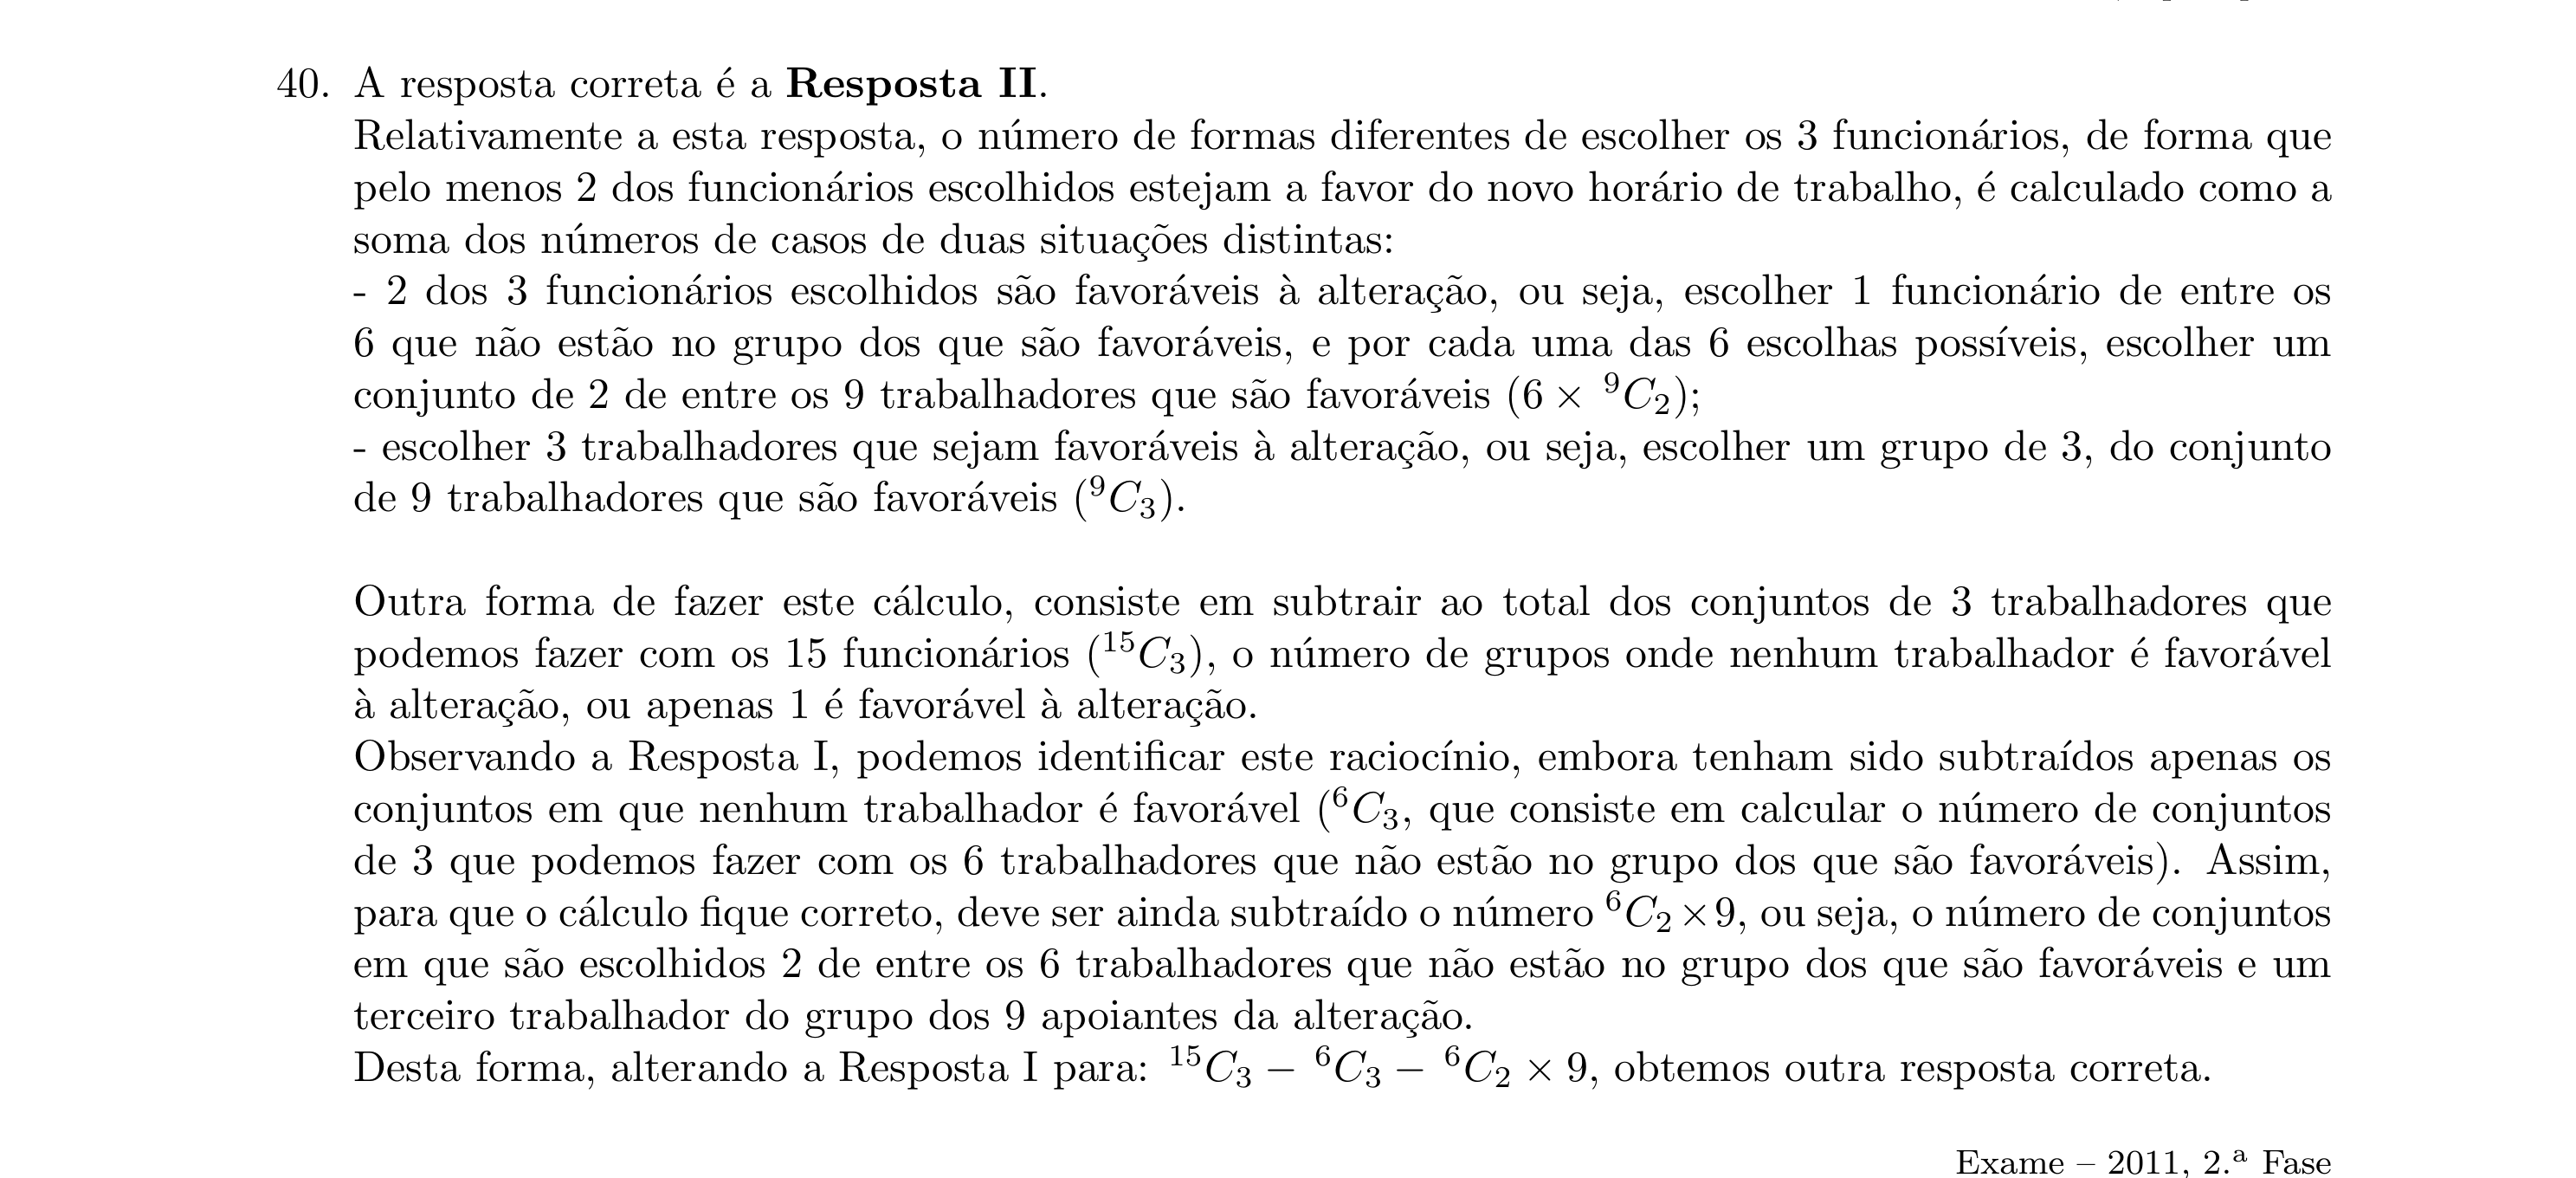 40. A resposta correta é a Resposta II.
Relativamente a esta resposta, o número de formas diferentes de escolher os 3 funcionários, de forma que
pelo menos 2 dos funcionários escolhidos estejam a favor do novo horário de trabalho, é calculado como a
soma dos números de casos de duas situações distintas:
- 2 dos 3 funcionários escolhidos são favoráveis à alteração, ou seja, escolher 1 funcionário de entre os
6 que não estão no grupo dos que são favoráveis, e por cada uma das 6 escolhas possíveis, escolher um
conjunto de 2 de entre os 9 trabalhadores que são favoráveis (6 × ⁹C₂);
- escolher 3 trabalhadores que sejam favoráveis à alteração, ou seja, escolher um grupo de 3, do conjunto
de 9 trabalhadores que são favoráveis (⁹C₃).
Outra forma de fazer este cálculo, consiste em subtrair ao total dos conjuntos de 3 trabalhadores que
podemos fazer com os 15 funcionários (¹⁵C₃), o número de grupos onde nenhum trabalhador é favorável
à alteração, ou apenas 1 é favorável à alteração.
Observando a Resposta I, podemos identificar este raciocínio, embora tenham sido subtraídos apenas os
conjuntos em que nenhum trabalhador é favorável (⁶C₃, que consiste em calcular o número de conjuntos
de 3 que podemos fazer com os 6 trabalhadores que não estão no grupo dos que são favoráveis). Assim,
para que o cálculo fique correto, deve ser ainda subtraído o número ⁶C₂ × 9, ou seja, o número de conjuntos
em que são escolhidos 2 de entre os 6 trabalhadores que não estão no grupo dos que são favoráveis e um
terceiro trabalhador do grupo dos 9 apoiantes da alteração.
Desta forma, alterando a Resposta I para: ¹⁵C₃ − ⁶C₃ − ⁶C₂ × 9, obtemos outra resposta correta.
Exame – 2011, 2.ª Fase